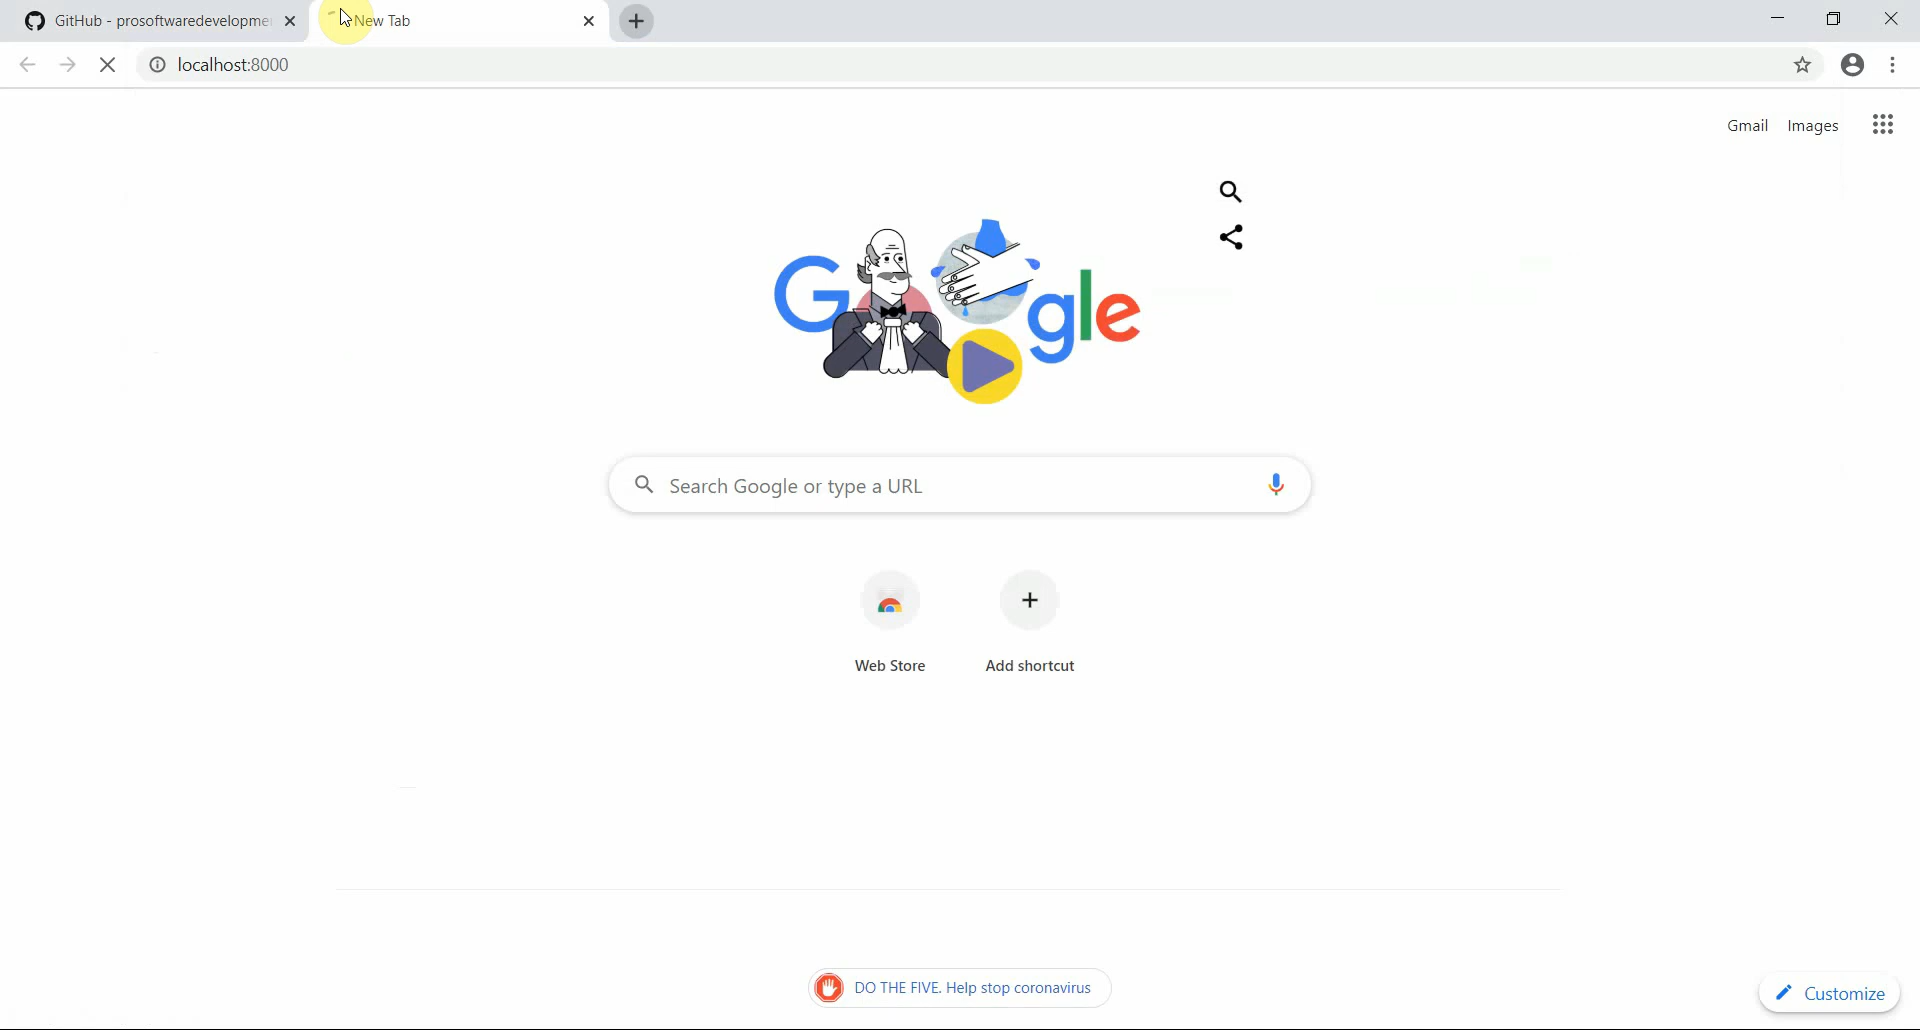 GitHub - prosoftwaredevelopme
New Tab
localhost:8000
Gmail Images
Google
Search Google or type a URL
Web Store
Add shortcut
DO THE FIVE. Help stop coronavirus
Customize